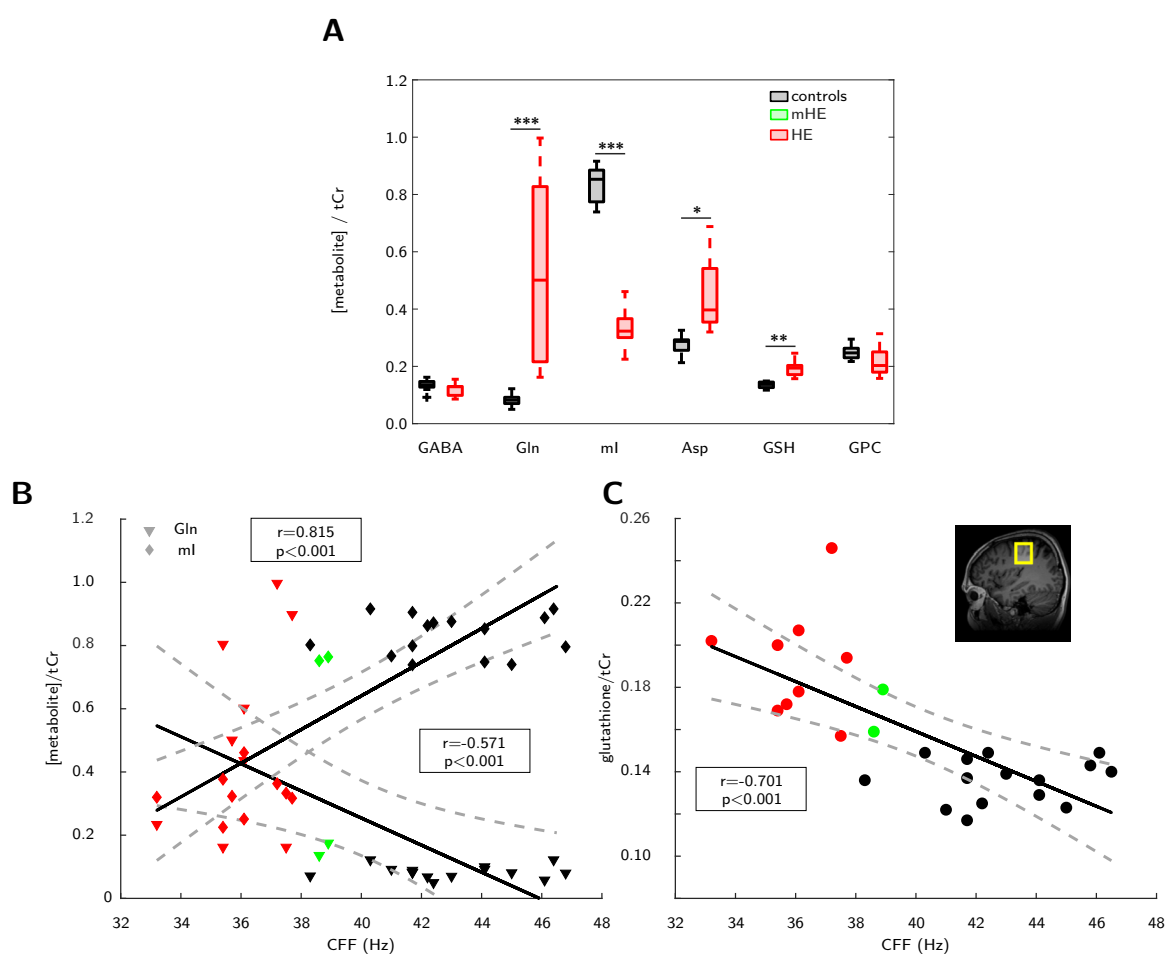 A
1.2
1.0
0.8
0.6
0.4
0.2
0.0
[metabolite] / tCr
controls
mHE
HE
***
***
*
**
GABA
Gln
mI
Asp
GSH
GPC
B
1.2
1.0
0.8
0.6
0.4
0.2
0
[metabolite]/tCr
Gln
mI
r=0.815
p<0.001
r=-0.571
p<0.001
32
34
36
38
40
42
44
46
48
CFF (Hz)
C
0.26
0.22
0.18
0.14
0.10
glutathione/tCr
r=-0.701
p<0.001
32
34
36
38
40
42
44
46
48
CFF (Hz)